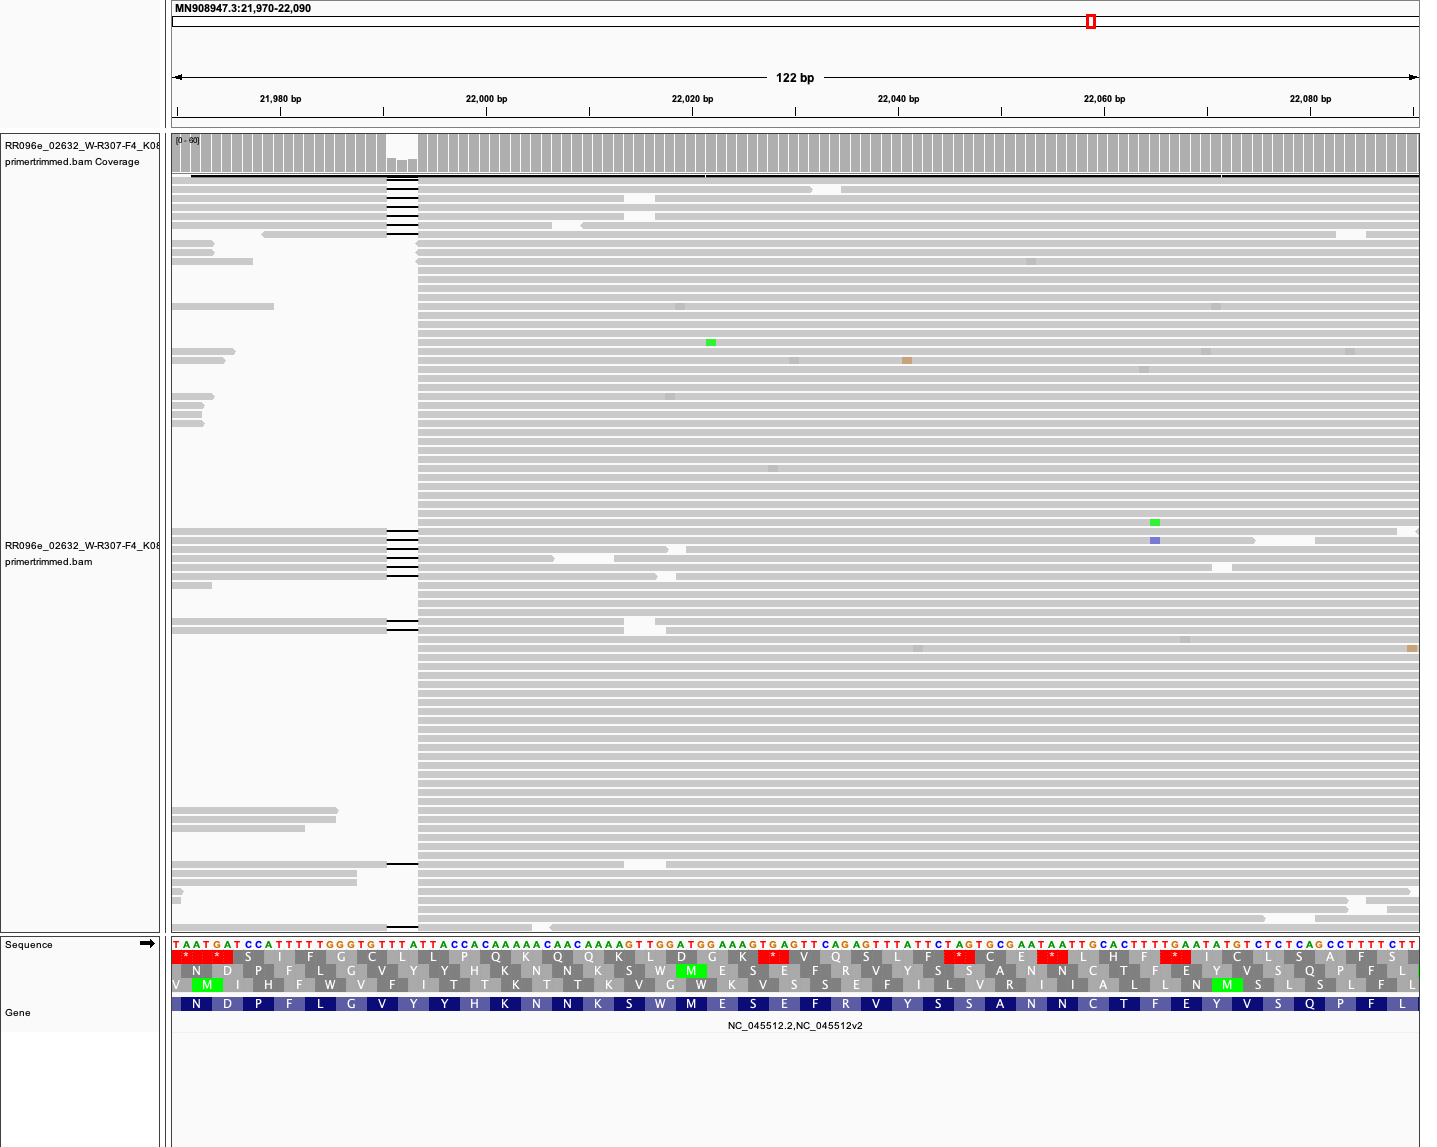 MN908947.3:21,970-22,090
122 bp
21,980 bp 22,000 bp 22,020 bp 22,040 bp 22,060 bp 22,080 bp
RR096e_02632_W-R307-F4_K08
primertrimmed.bam Coverage
[0 - 60]
RR096e_02632_W-R307-F4_K08
primertrimmed.bam
Sequence
TAATGATCCATTTTTGGGTGTTTATTACCACAAAAACAACAAAAGTTGGATGGAAAGTGAGTTCAGAGTTTATTCTAGTGCGAATAATTGCACTTTTGAATATGTCTCTCAGCCTTTTCTT
* * S I F G C L L P Q K Q Q K L D G K * V Q S L F * C E * L H F * I C L S A F S
N D P F L G V Y Y H K N N K S W M E S E F R V Y S S A N N C T F E Y V S Q P F L
V M I H F W V F I T T K T T K V G W K V S S E F I L V R I I A L L N M S L S L F L
Gene
N D P F L G V Y Y H K N N K S W M E S E F R V Y S S A N N C T F E Y V S Q P F L
NC_045512.2,NC_045512v2